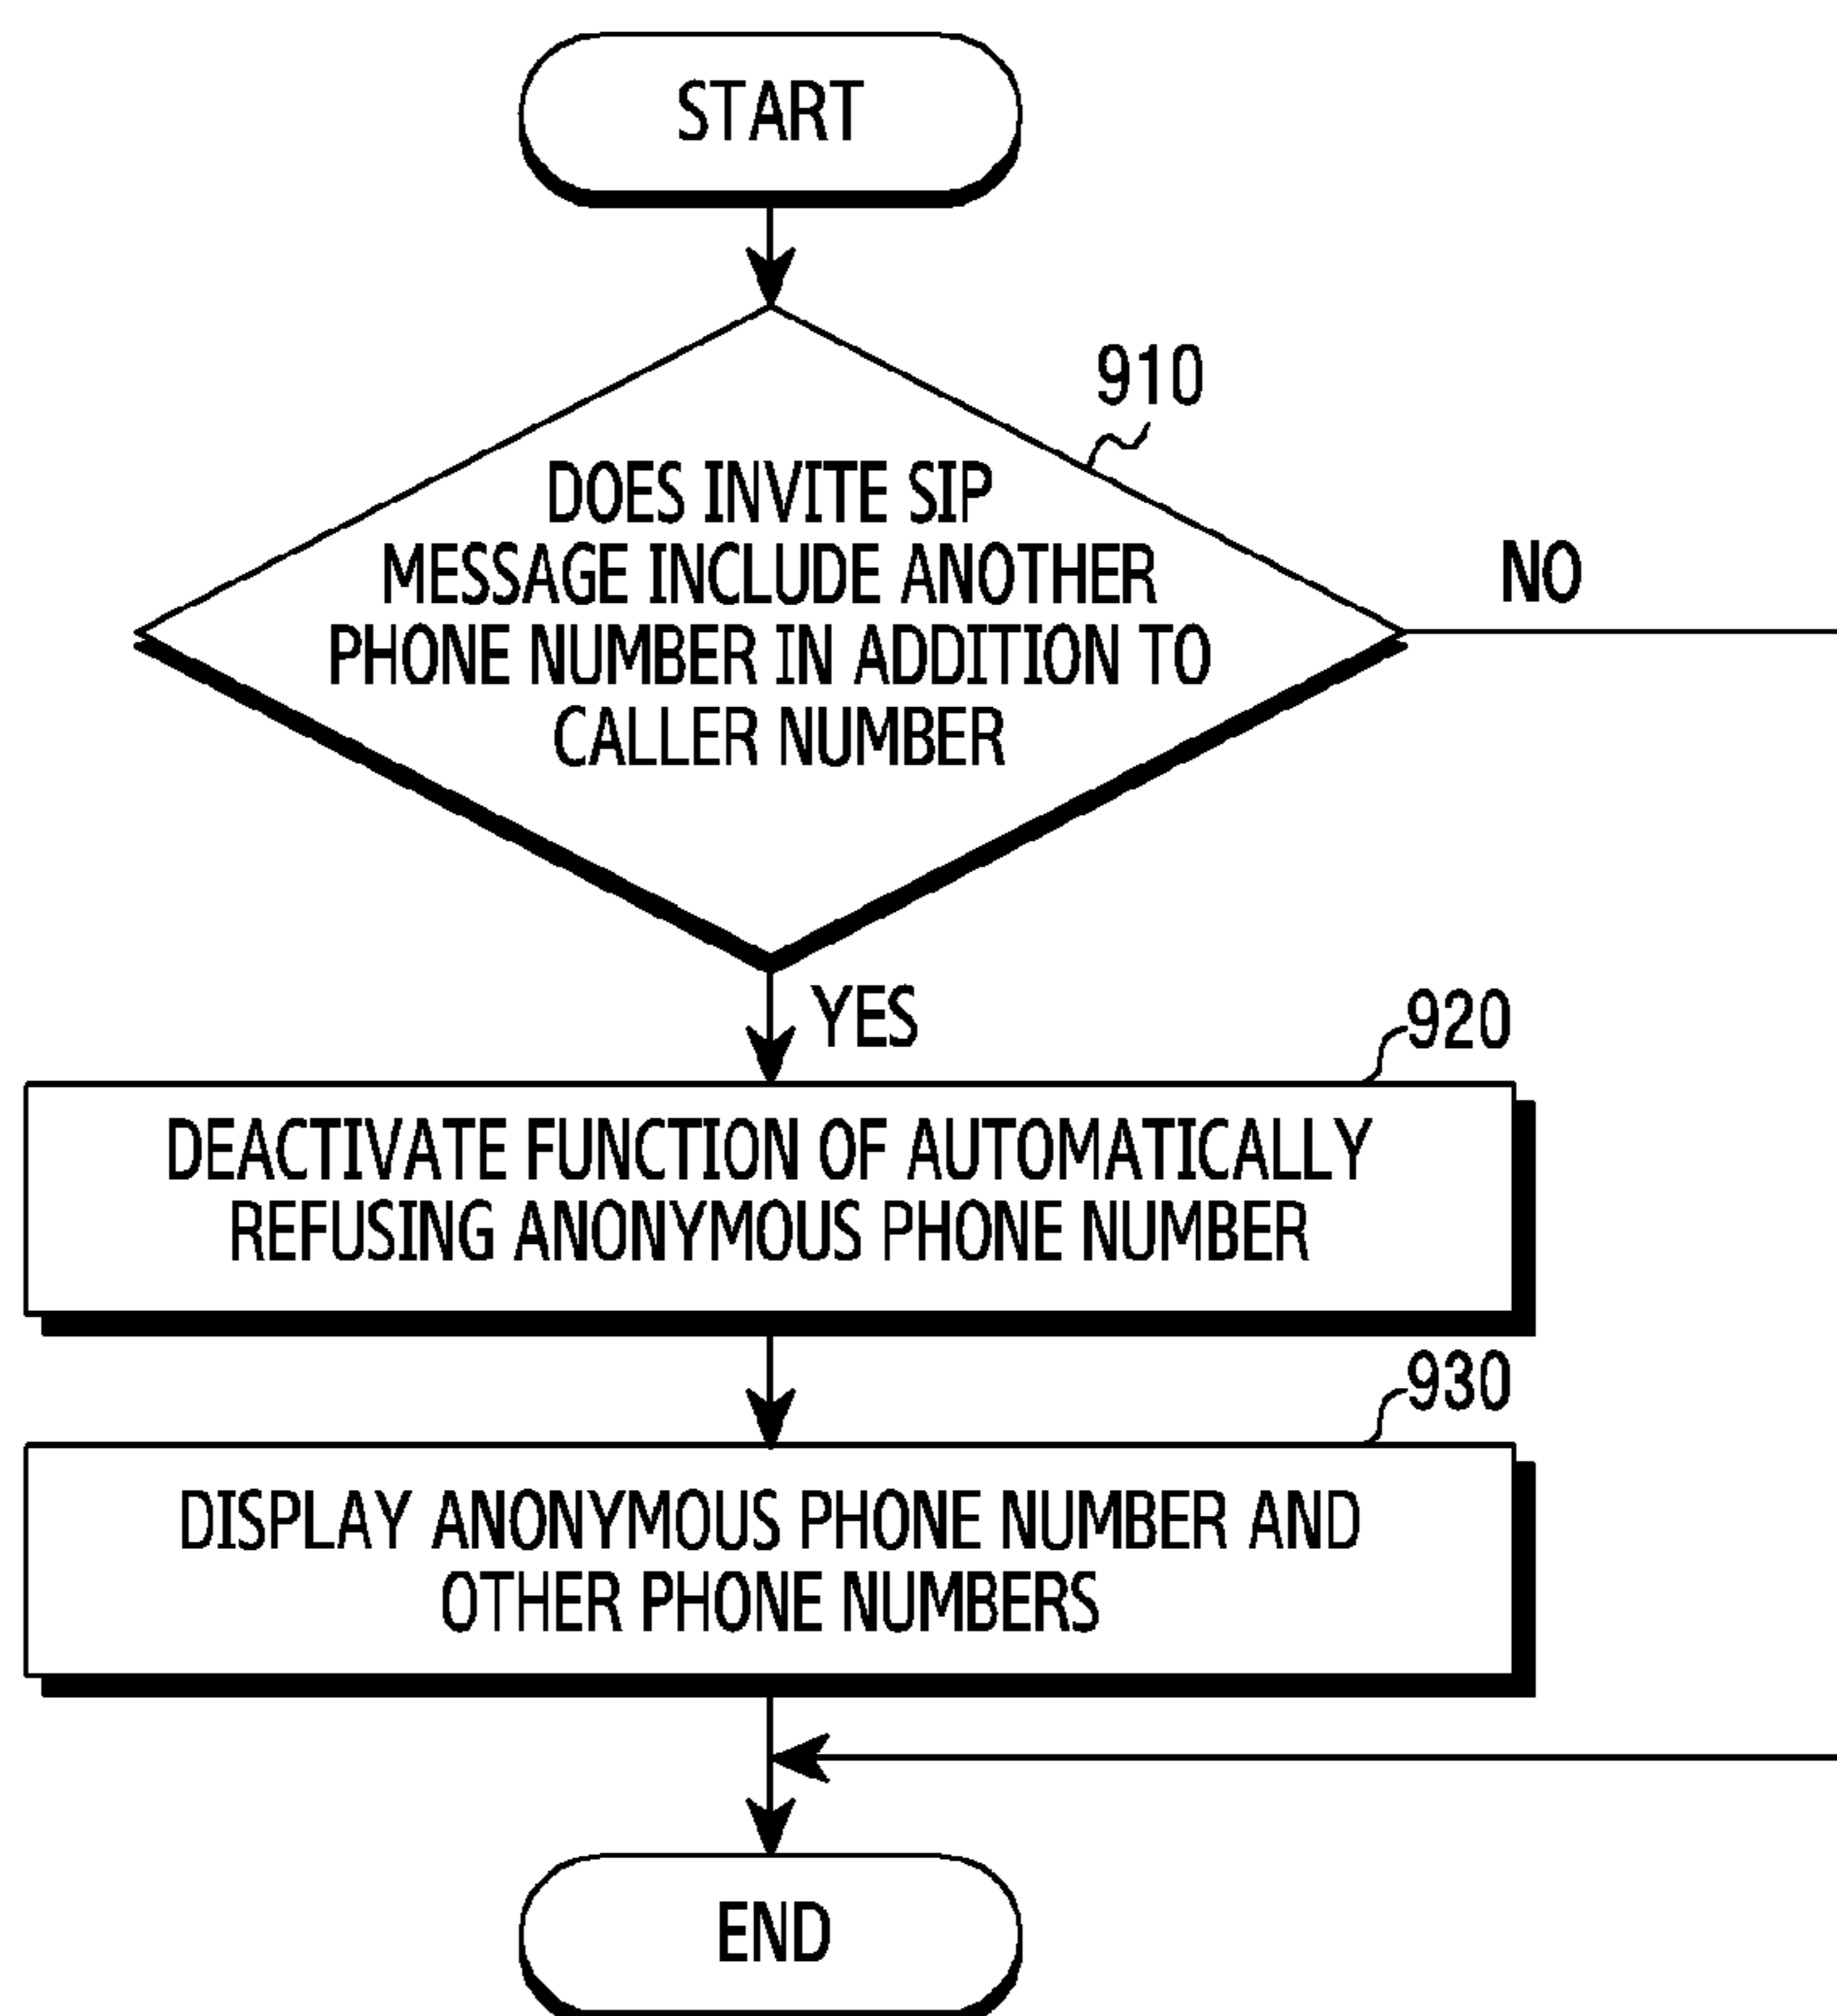 START
910
DOES INVITE SIP
MESSAGE INCLUDE ANOTHER
PHONE NUMBER IN ADDITION TO
CALLER NUMBER
NO
YES
920
DEACTIVATE FUNCTION OF AUTOMATICALLY
REFUSING ANONYMOUS PHONE NUMBER
930
DISPLAY ANONYMOUS PHONE NUMBER AND
OTHER PHONE NUMBERS
END